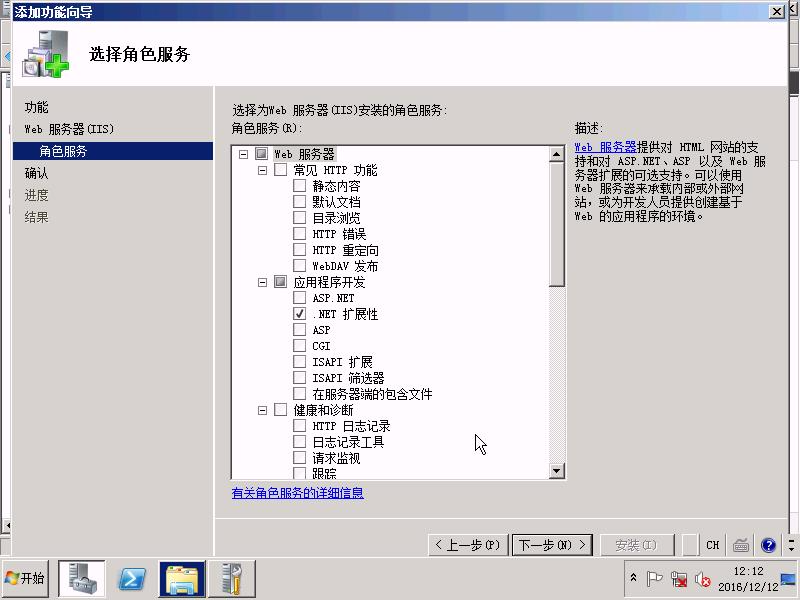 添加功能向导
选择角色服务
功能
Web 服务器(IIS)
角色服务
确认
进度
结果
选择为Web 服务器(IIS)安装的角色服务:
角色服务(R):
Web 服务器
常见 HTTP 功能
静态内容
默认文档
目录浏览
HTTP 错误
HTTP 重定向
WebDAV 发布
应用程序开发
ASP.NET
.NET 扩展性
ASP
CGI
ISAPI 扩展
ISAPI 筛选器
在服务器端的包含文件
健康和诊断
HTTP 日志记录
日志记录工具
请求监视
跟踪
有关角色服务的详细信息
描述:
Web 服务器提供对 HTML 网站的支
持和对 ASP.NET、ASP 以及 Web 服
务器扩展的可选支持。可以使用
Web 服务器来承载内部或外部网
站，或为开发人员提供创建基于
Web 的应用程序的环境。
< 上一步(P)
下一步(N) >
安装(I)
CH
开始
12:12
2016/12/12